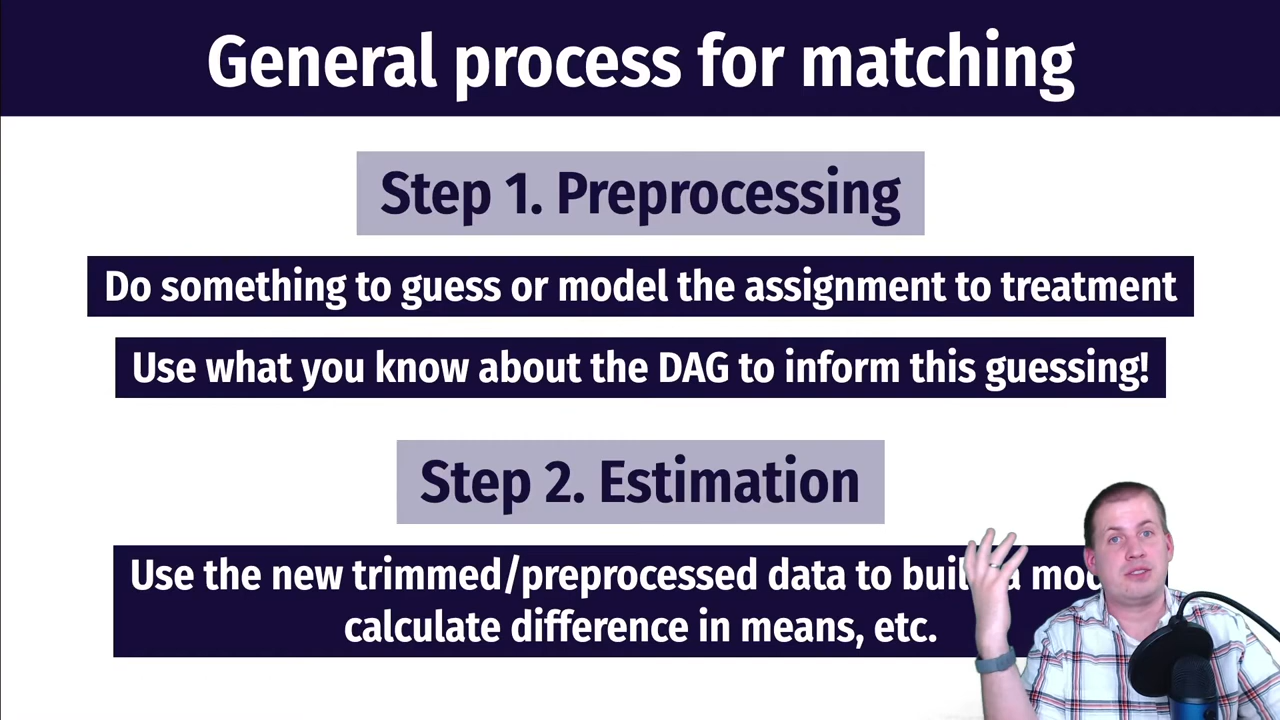 General process for matching
Step 1. Preprocessing
Do something to guess or model the assignment to treatment
Use what you know about the DAG to inform this guessing!
Step 2. Estimation
Use the new trimmed/preprocessed data to
calculate difference in means, etc.